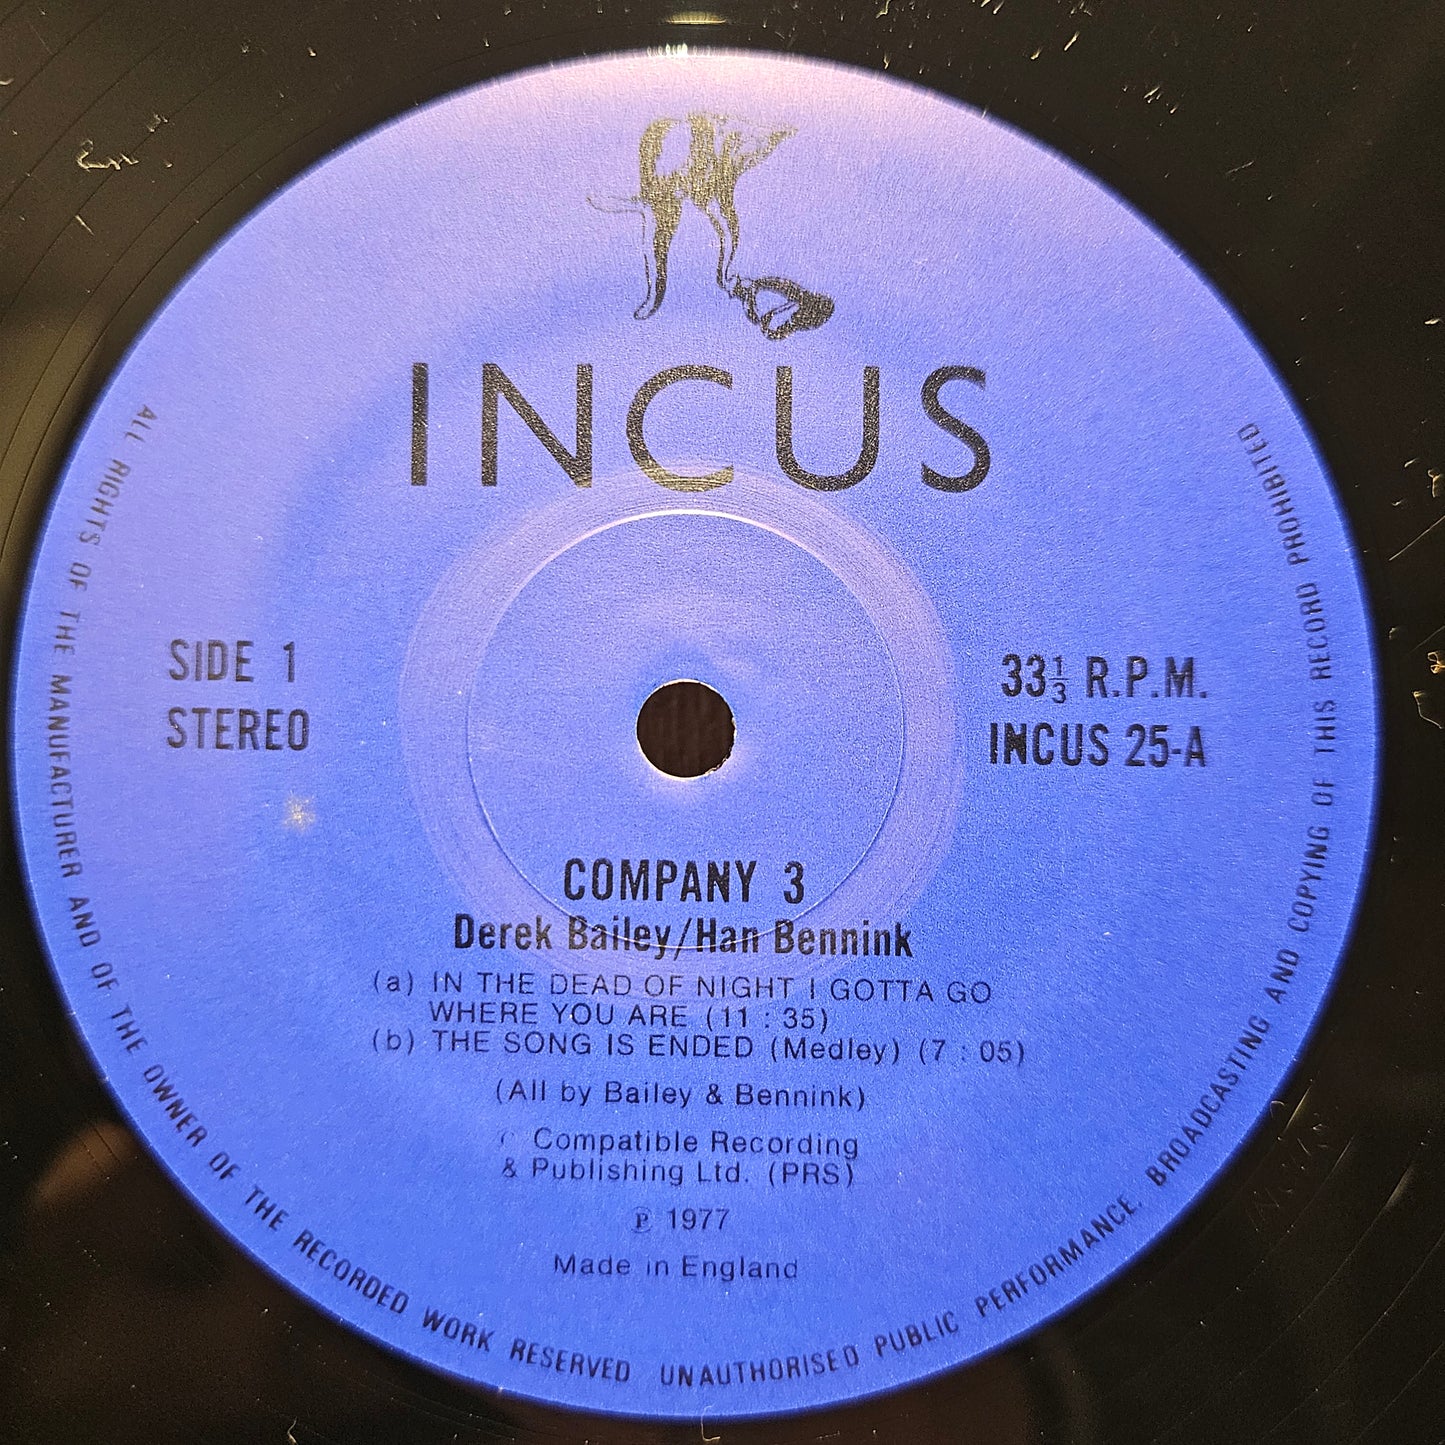 INCUS
SIDE 1
STEREO
33⅓ R.P.M.
INCUS 25-A
COMPANY 3
Derek Bailey/Han Bennink
(a) IN THE DEAD OF NIGHT I GOTTA GO
WHERE YOU ARE (11 : 35)
(b) THE SONG IS ENDED (Medley) (7 : 05)
(All by Bailey & Bennink)
Compatible Recording
& Publishing Ltd. (PRS)
℗ 1977
Made in England
ALL RIGHTS OF THE MANUFACTURER AND OF THE OWNER OF THE RECORDED WORK RESERVED UNAUTHORISED PUBLIC PERFORMANCE, BROADCASTING AND COPYING OF THIS RECORD PROHIBITED